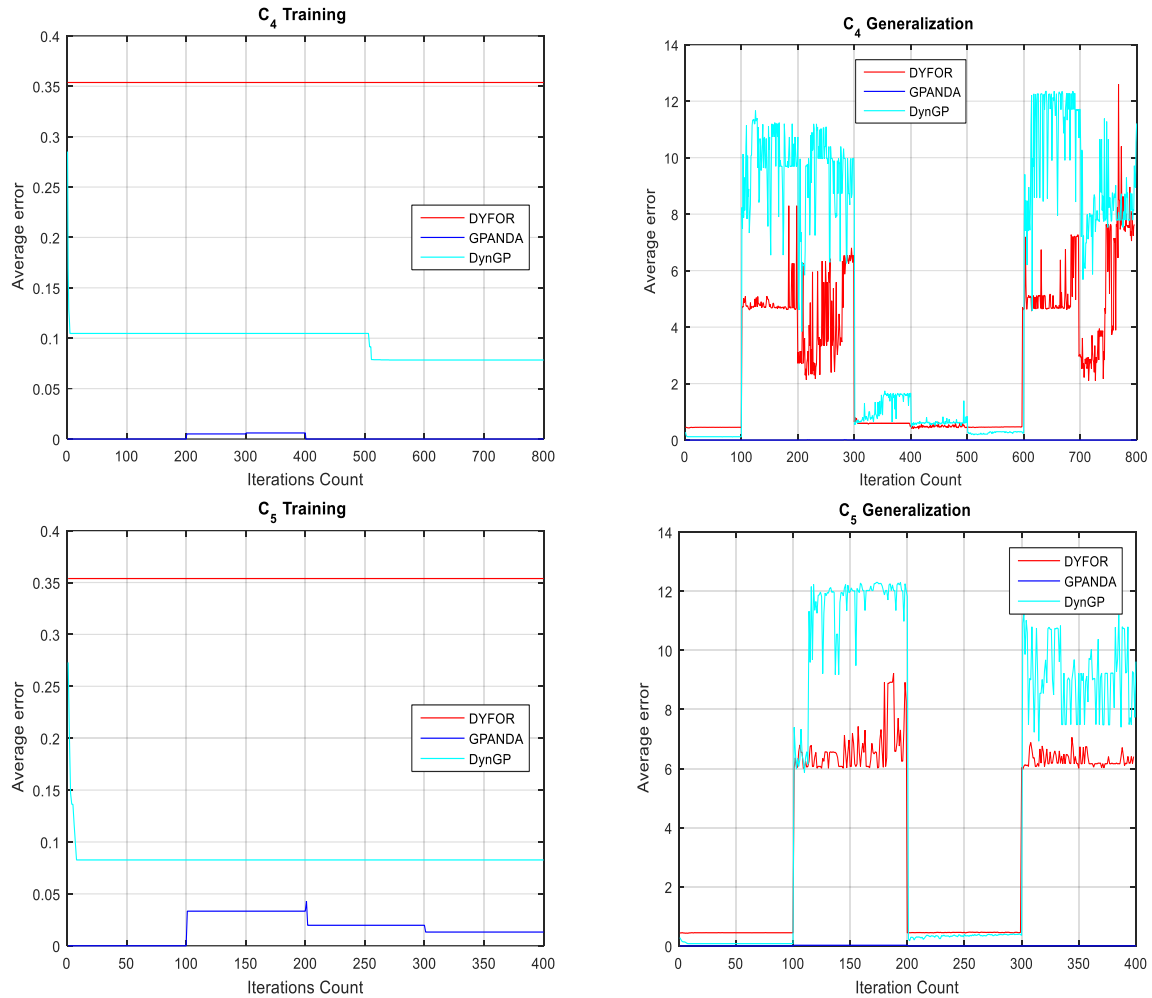 C4 Training
0.4
0.35
0.3
0.25
0.2
0.15
0.1
0.05
0
Average error
DYFOR
GPANDA
DynGP
0 100 200 300 400 500 600 700 800
Iterations Count
C4 Generalization
14
12
10
8
6
4
2
0
Average error
DYFOR
GPANDA
DynGP
0 100 200 300 400 500 600 700 800
Iteration Count
C5 Training
0.4
0.35
0.3
0.25
0.2
0.15
0.1
0.05
0
Average error
DYFOR
GPANDA
DynGP
0 50 100 150 200 250 300 350 400
Iterations Count
C5 Generalization
14
12
10
8
6
4
2
0
Average error
DYFOR
GPANDA
DynGP
0 50 100 150 200 250 300 350 400
Iteration Count